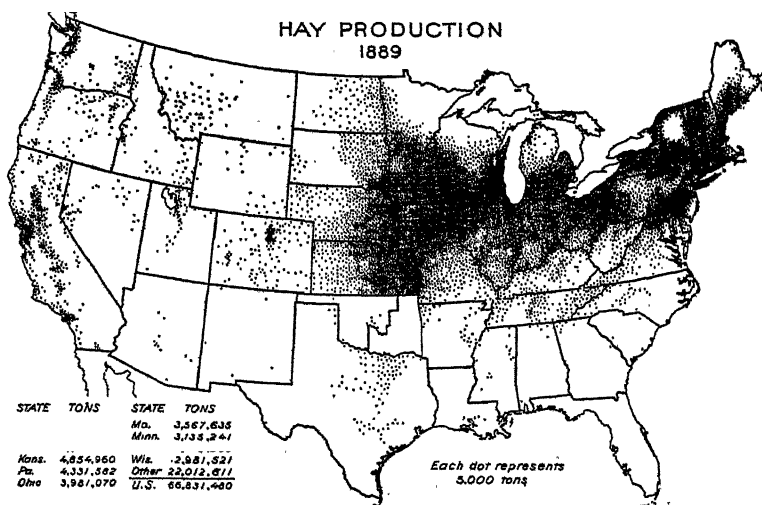 HAY PRODUCTION
1889
STATE TONS STATE TONS
Mo. 3,567,635
Minn. 3,135,241
Kans. 4,854,960 Wis. 2,981,521
Pa. 4,331,562 Other 22,012,611
Ohio 3,981,070 U.S. 66,831,480
Each dot represents
5,000 tons